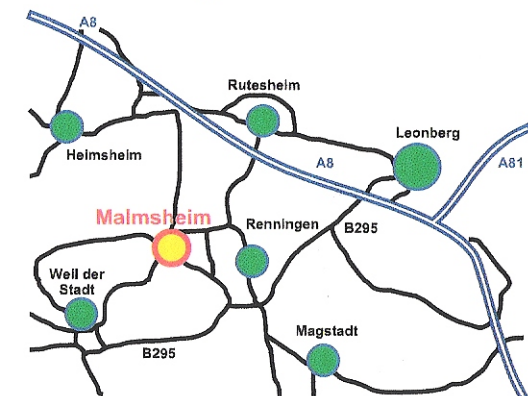 A8
Rutesheim
Leonberg
Heimsheim
A8
A81
Malmsheim
Renningen
B295
Weil der
Stadt
B295
Magstadt